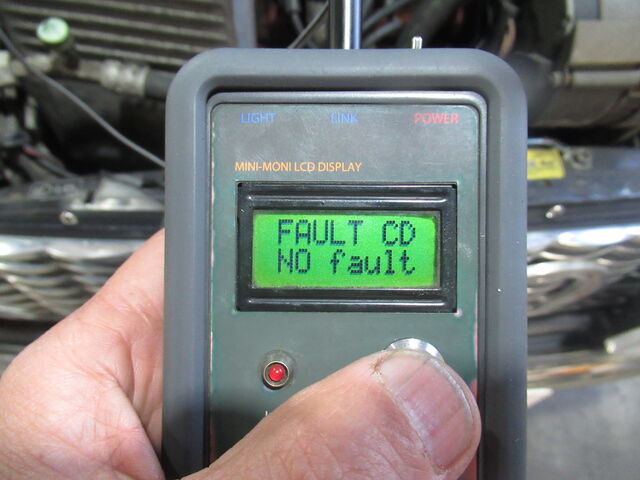 LIGHT LINK POWER
MINI-MONI LCD DISPLAY
FAULT CD
NO fault